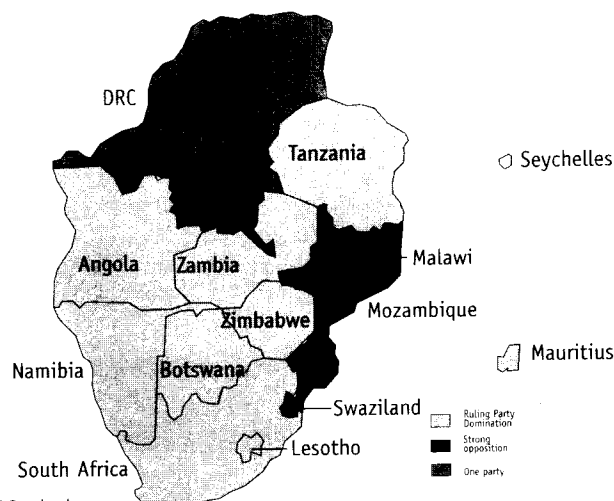 DRC
Tanzania
Seychelles
Angola
Zambia
Malawi
Mozambique
Zimbabwe
Mauritius
Namibia
Botswana
Swaziland
Lesotho
South Africa
Ruling Party
Domination
Strong
opposition
One party